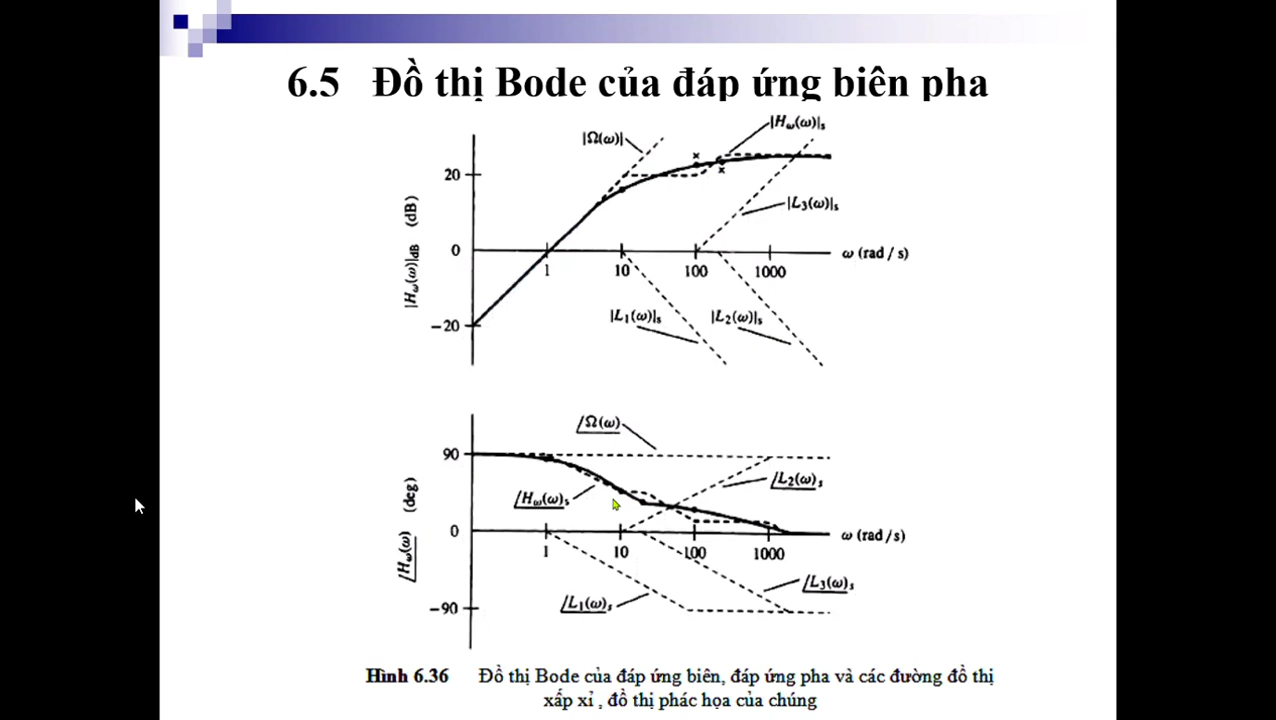 6.5 Đồ thị Bode của đáp ứng biên pha
|Ω(ω)|
|Hω(ω)|s
20
|L3(ω)|s
|Hω(ω)|dB (dB)
0
ω (rad / s)
1 10 100 1000
|L1(ω)|s |L2(ω)|s
−20
/Ω(ω)
90
/L2(ω)s
/Hω(ω)s
/Hω(ω) (deg)
0
ω (rad / s)
1 10 100 1000
/L3(ω)s
/L1(ω)s
−90
Hình 6.36 Đồ thị Bode của đáp ứng biên, đáp ứng pha và các đường đồ thị
xấp xỉ , đồ thị phác họa của chúng